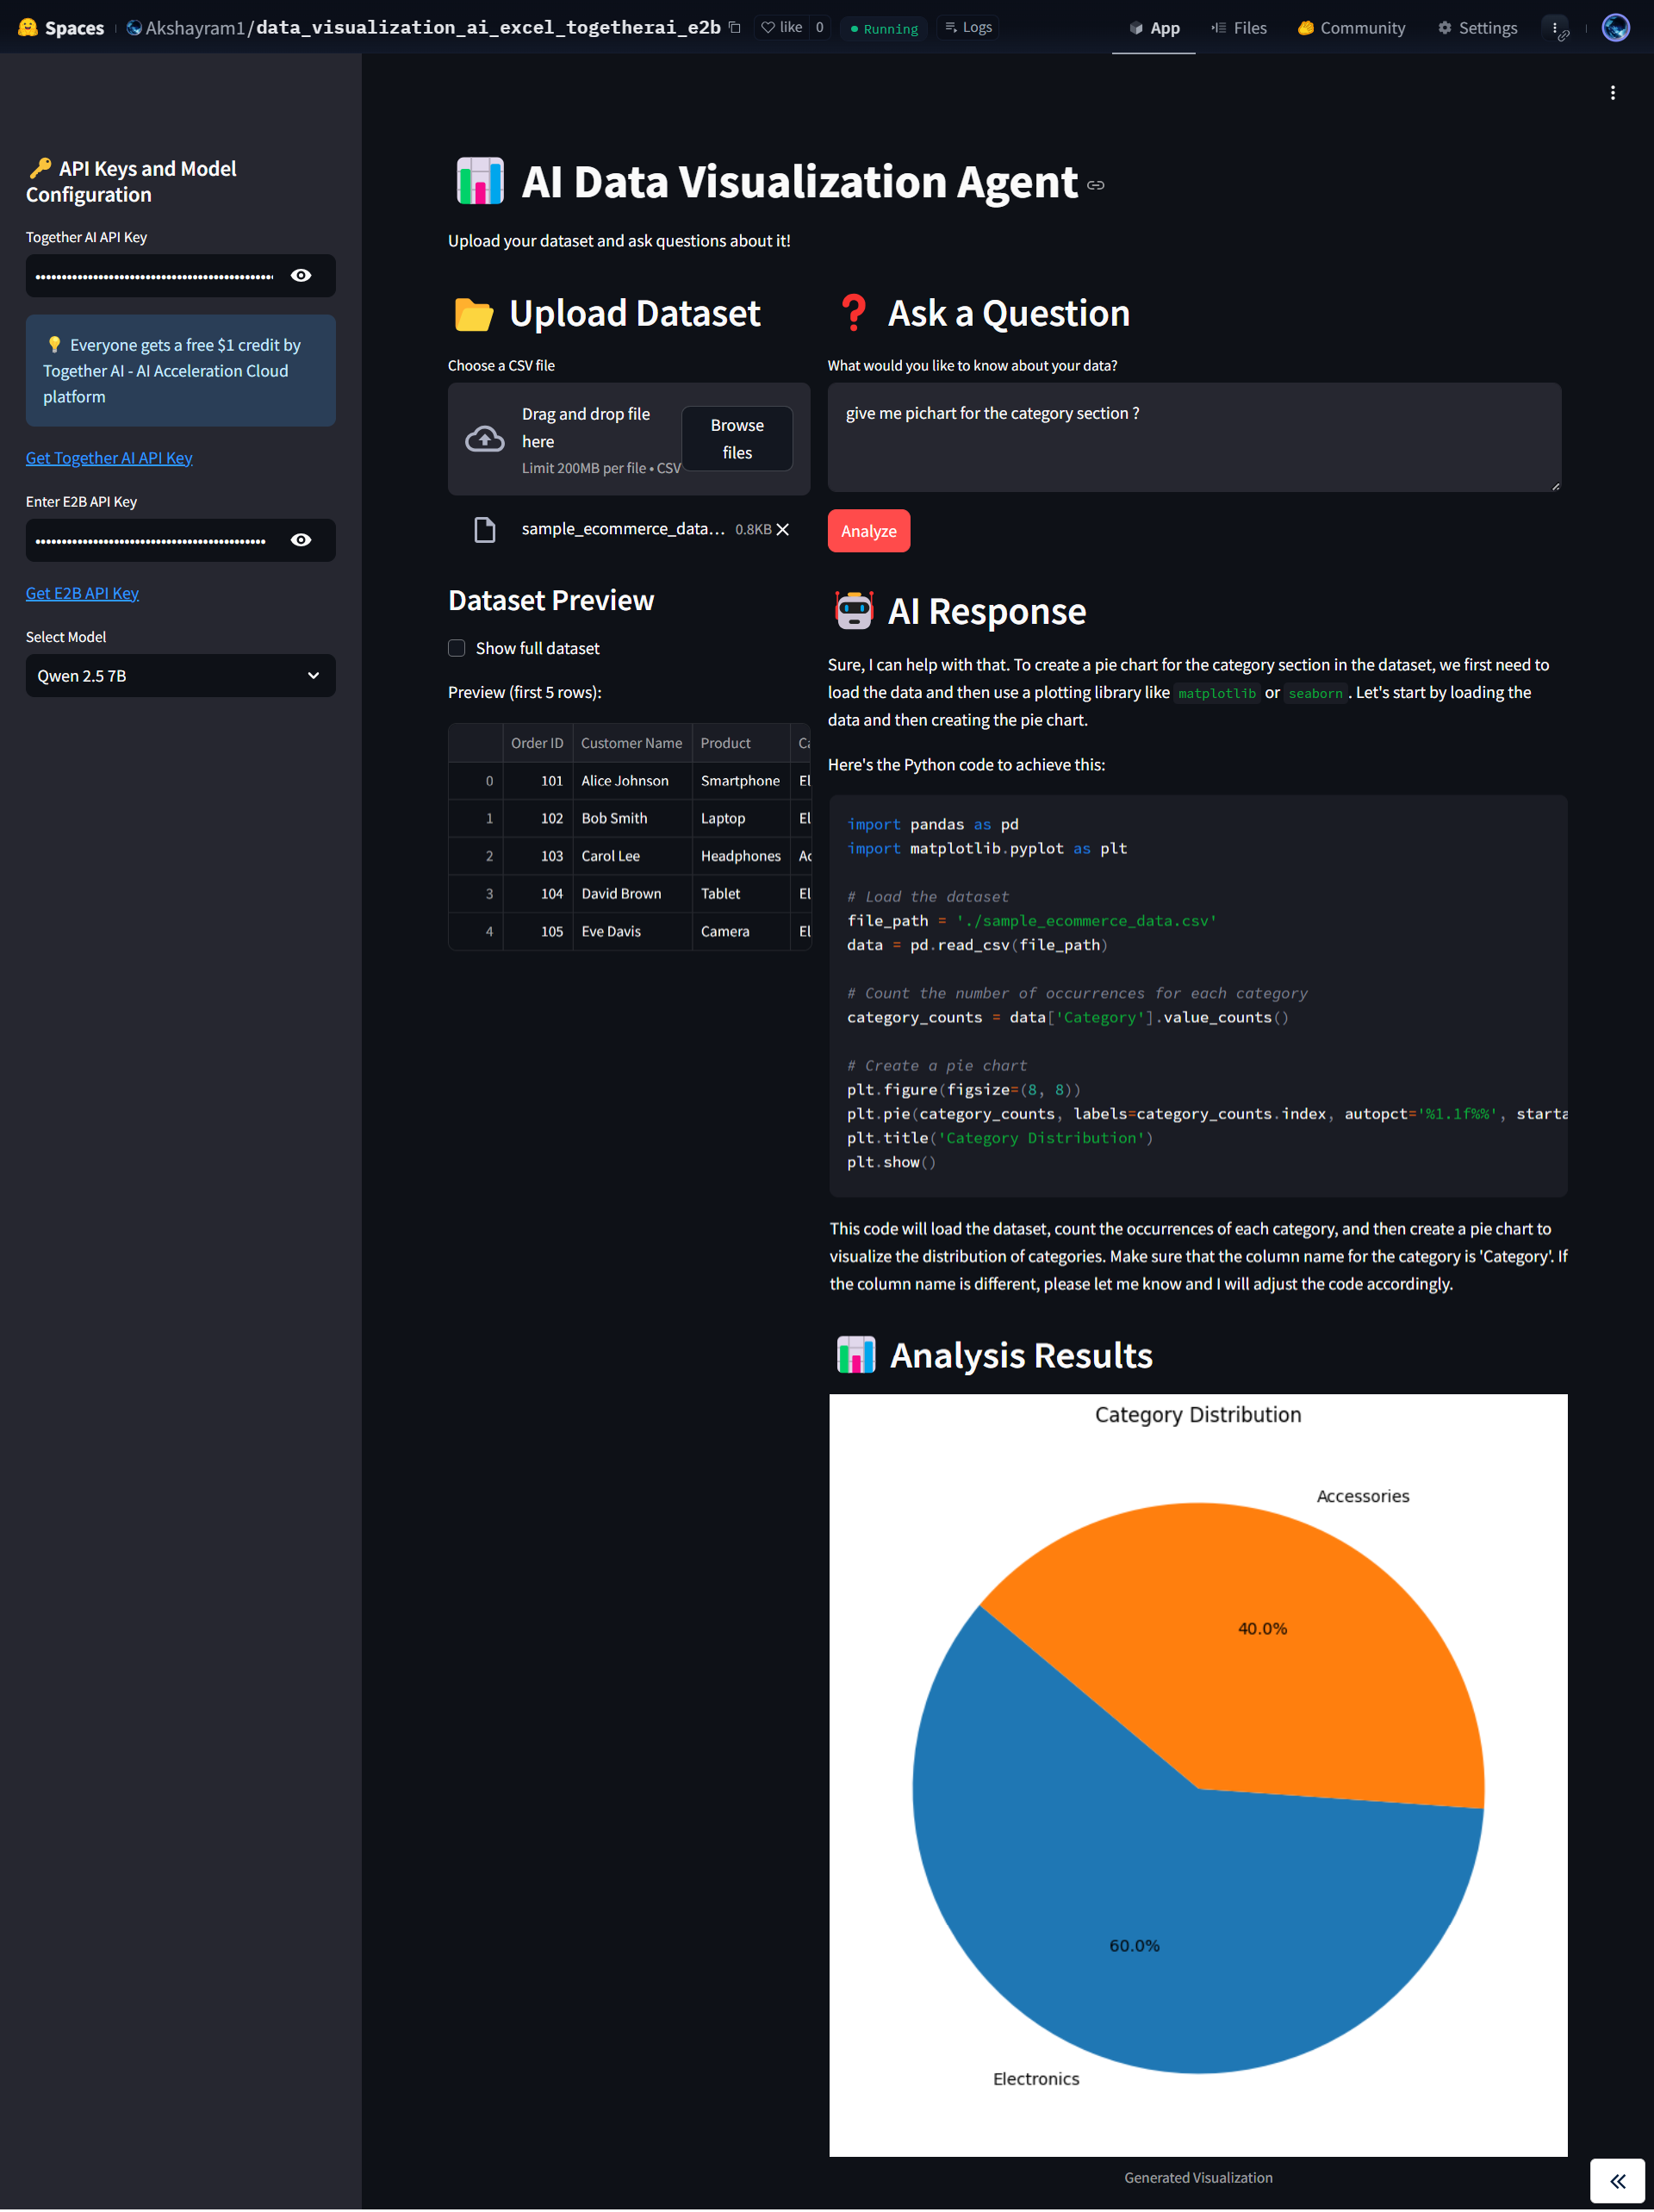 Spaces Akshayram1/data_visualization_ai_excel_togetherai_e2b like 0 Running Logs App Files Community Settings
API Keys and Model
Configuration
Together AI API Key
Everyone gets a free $1 credit by
Together AI - AI Acceleration Cloud
platform
Get Together AI API Key
Enter E2B API Key
Get E2B API Key
Select Model
Qwen 2.5 7B
AI Data Visualization Agent
Upload your dataset and ask questions about it!
Upload Dataset
Choose a CSV file
Drag and drop file
here
Limit 200MB per file • CSV
Browse
files
sample_ecommerce_data... 0.8KB
Dataset Preview
Show full dataset
Preview (first 5 rows):
Order ID Customer Name Product Ca
0 101 Alice Johnson Smartphone El
1 102 Bob Smith Laptop El
2 103 Carol Lee Headphones Ac
3 104 David Brown Tablet El
4 105 Eve Davis Camera El
Ask a Question
What would you like to know about your data?
give me pichart for the category section ?
Analyze
AI Response
Sure, I can help with that. To create a pie chart for the category section in the dataset, we first need to
load the data and then use a plotting library like matplotlib or seaborn. Let's start by loading the
data and then creating the pie chart.
Here's the Python code to achieve this:
import pandas as pd
import matplotlib.pyplot as plt
# Load the dataset
file_path = './sample_ecommerce_data.csv'
data = pd.read_csv(file_path)
# Count the number of occurrences for each category
category_counts = data['Category'].value_counts()
# Create a pie chart
plt.figure(figsize=(8, 8))
plt.pie(category_counts, labels=category_counts.index, autopct='%1.1f%%', starta
plt.title('Category Distribution')
plt.show()
This code will load the dataset, count the occurrences of each category, and then create a pie chart to
visualize the distribution of categories. Make sure that the column name for the category is 'Category'. If
the column name is different, please let me know and I will adjust the code accordingly.
Analysis Results
Category Distribution
Accessories
40.0%
60.0%
Electronics
Generated Visualization